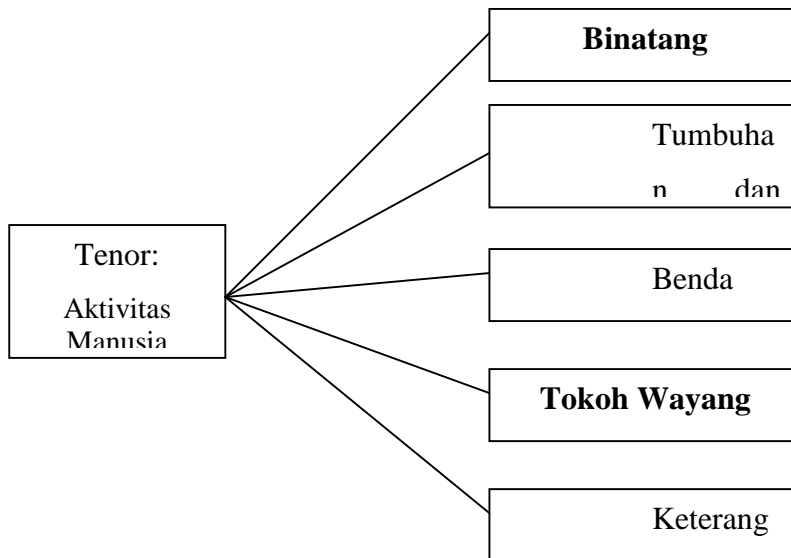 Binatang
Tumbuha
n dan
Tenor:
Aktivitas
Manusia
Benda
Tokoh Wayang
Keterang